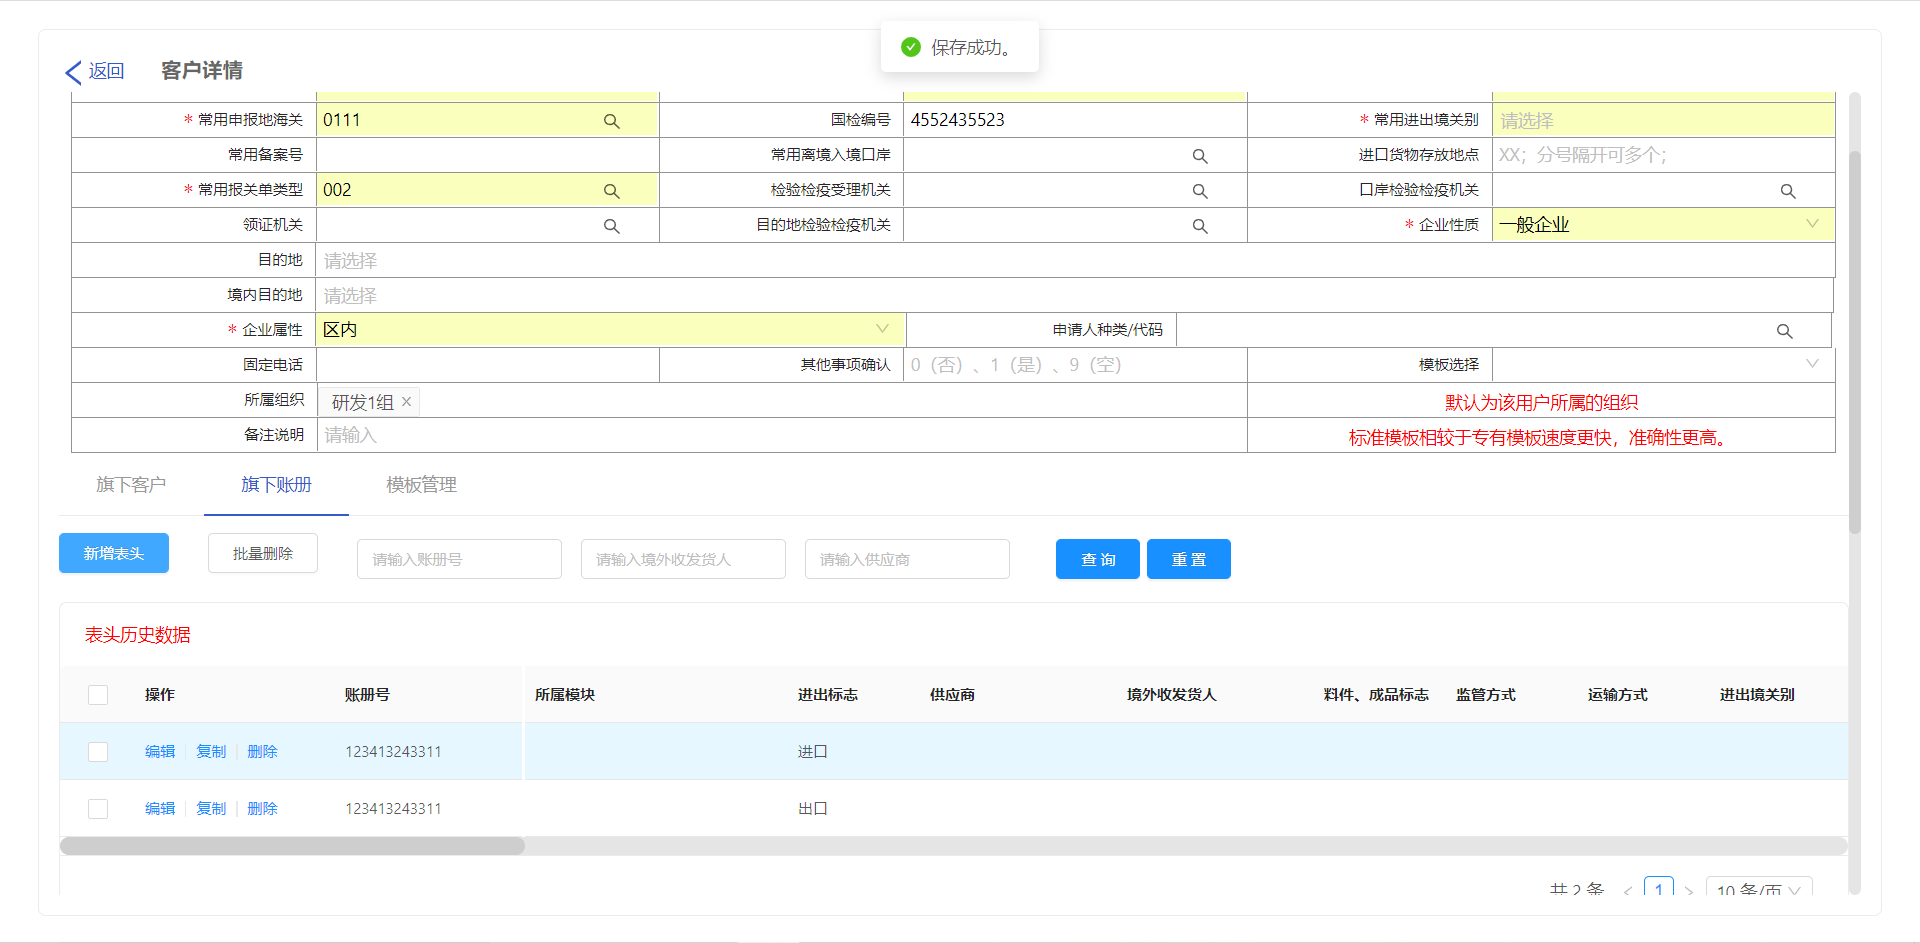 保存成功。
返回 客户详情
* 常用申报地海关 0111 国检编号 4552435523 * 常用进出境关别 请选择
常用备案号 常用离境入境口岸 进口货物存放地点 XX；分号隔开可多个；
* 常用报关单类型 002 检验检疫受理机关 口岸检验检疫机关
领证机关 目的地检验检疫机关 * 企业性质 一般企业
目的地 请选择
境内目的地 请选择
* 企业属性 区内 申请人种类/代码
固定电话 其他事项确认 0（否）、1（是）、9（空） 模板选择
所属组织 研发1组 × 默认为该用户所属的组织
备注说明 请输入 标准模板相较于专有模板速度更快，准确性更高。
旗下客户 旗下账册 模板管理
新增表头 批量删除 请输入账册号 请输入境外收发货人 请输入供应商 查 询 重 置
表头历史数据
操作 账册号 所属模块 进出标志 供应商 境外收发货人 料件、成品标志 监管方式 运输方式 进出境关别
编辑 复制 删除 123413243311 进口
编辑 复制 删除 123413243311 出口
共 2 条 < 1 > 10 条/页